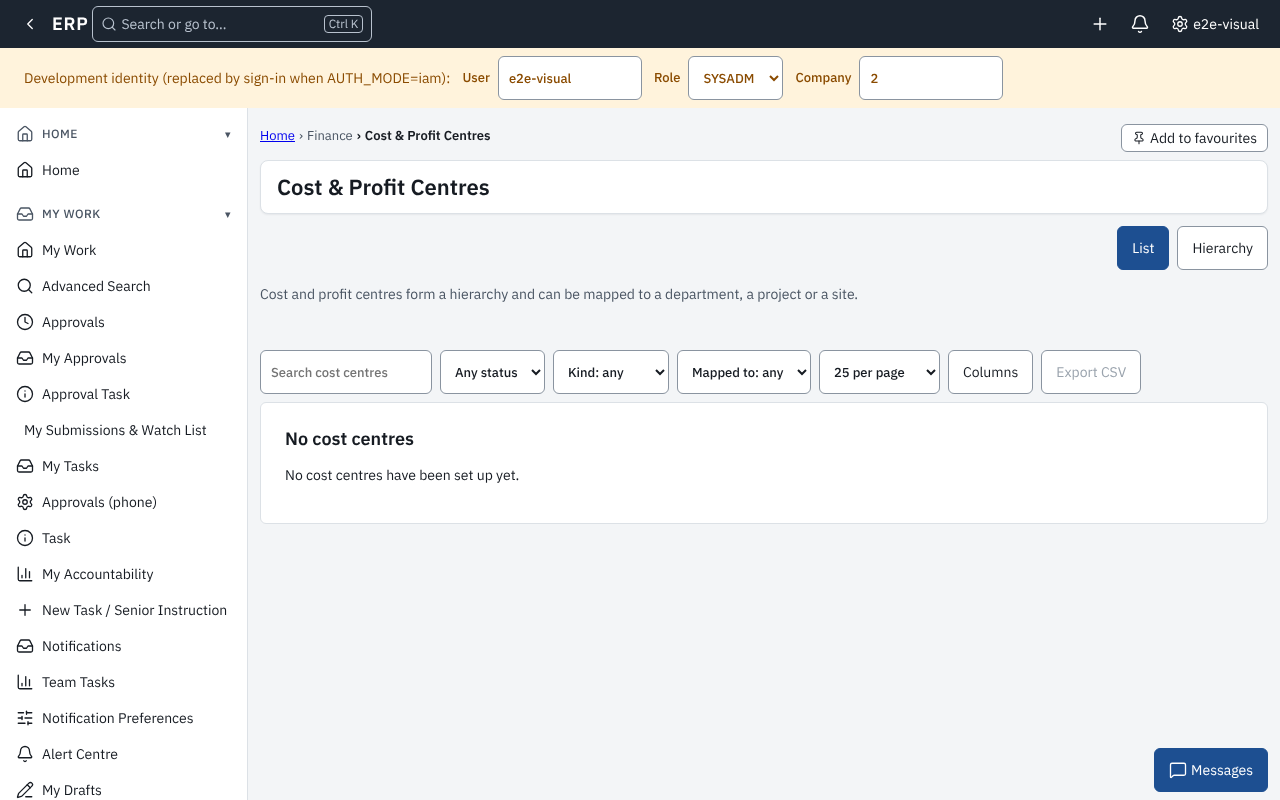 ERP
Search or go to...
Ctrl K
e2e-visual
Development identity (replaced by sign-in when AUTH_MODE=iam):
User
e2e-visual
Role
SYSADM
Company
2
HOME
Home
MY WORK
My Work
Advanced Search
Approvals
My Approvals
Approval Task
My Submissions & Watch List
My Tasks
Approvals (phone)
Task
My Accountability
New Task / Senior Instruction
Notifications
Team Tasks
Notification Preferences
Alert Centre
My Drafts
Home › Finance › Cost & Profit Centres
Add to favourites
Cost & Profit Centres
List
Hierarchy
Cost and profit centres form a hierarchy and can be mapped to a department, a project or a site.
Search cost centres
Any status
Kind: any
Mapped to: any
25 per page
Columns
Export CSV
No cost centres
No cost centres have been set up yet.
Messages